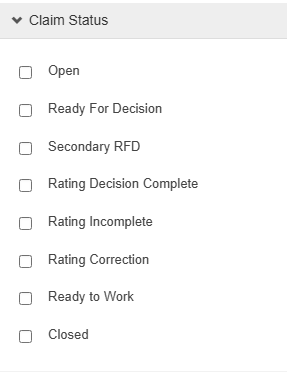 Claim Status
Open
Ready For Decision
Secondary RFD
Rating Decision Complete
Rating Incomplete
Rating Correction
Ready to Work
Closed